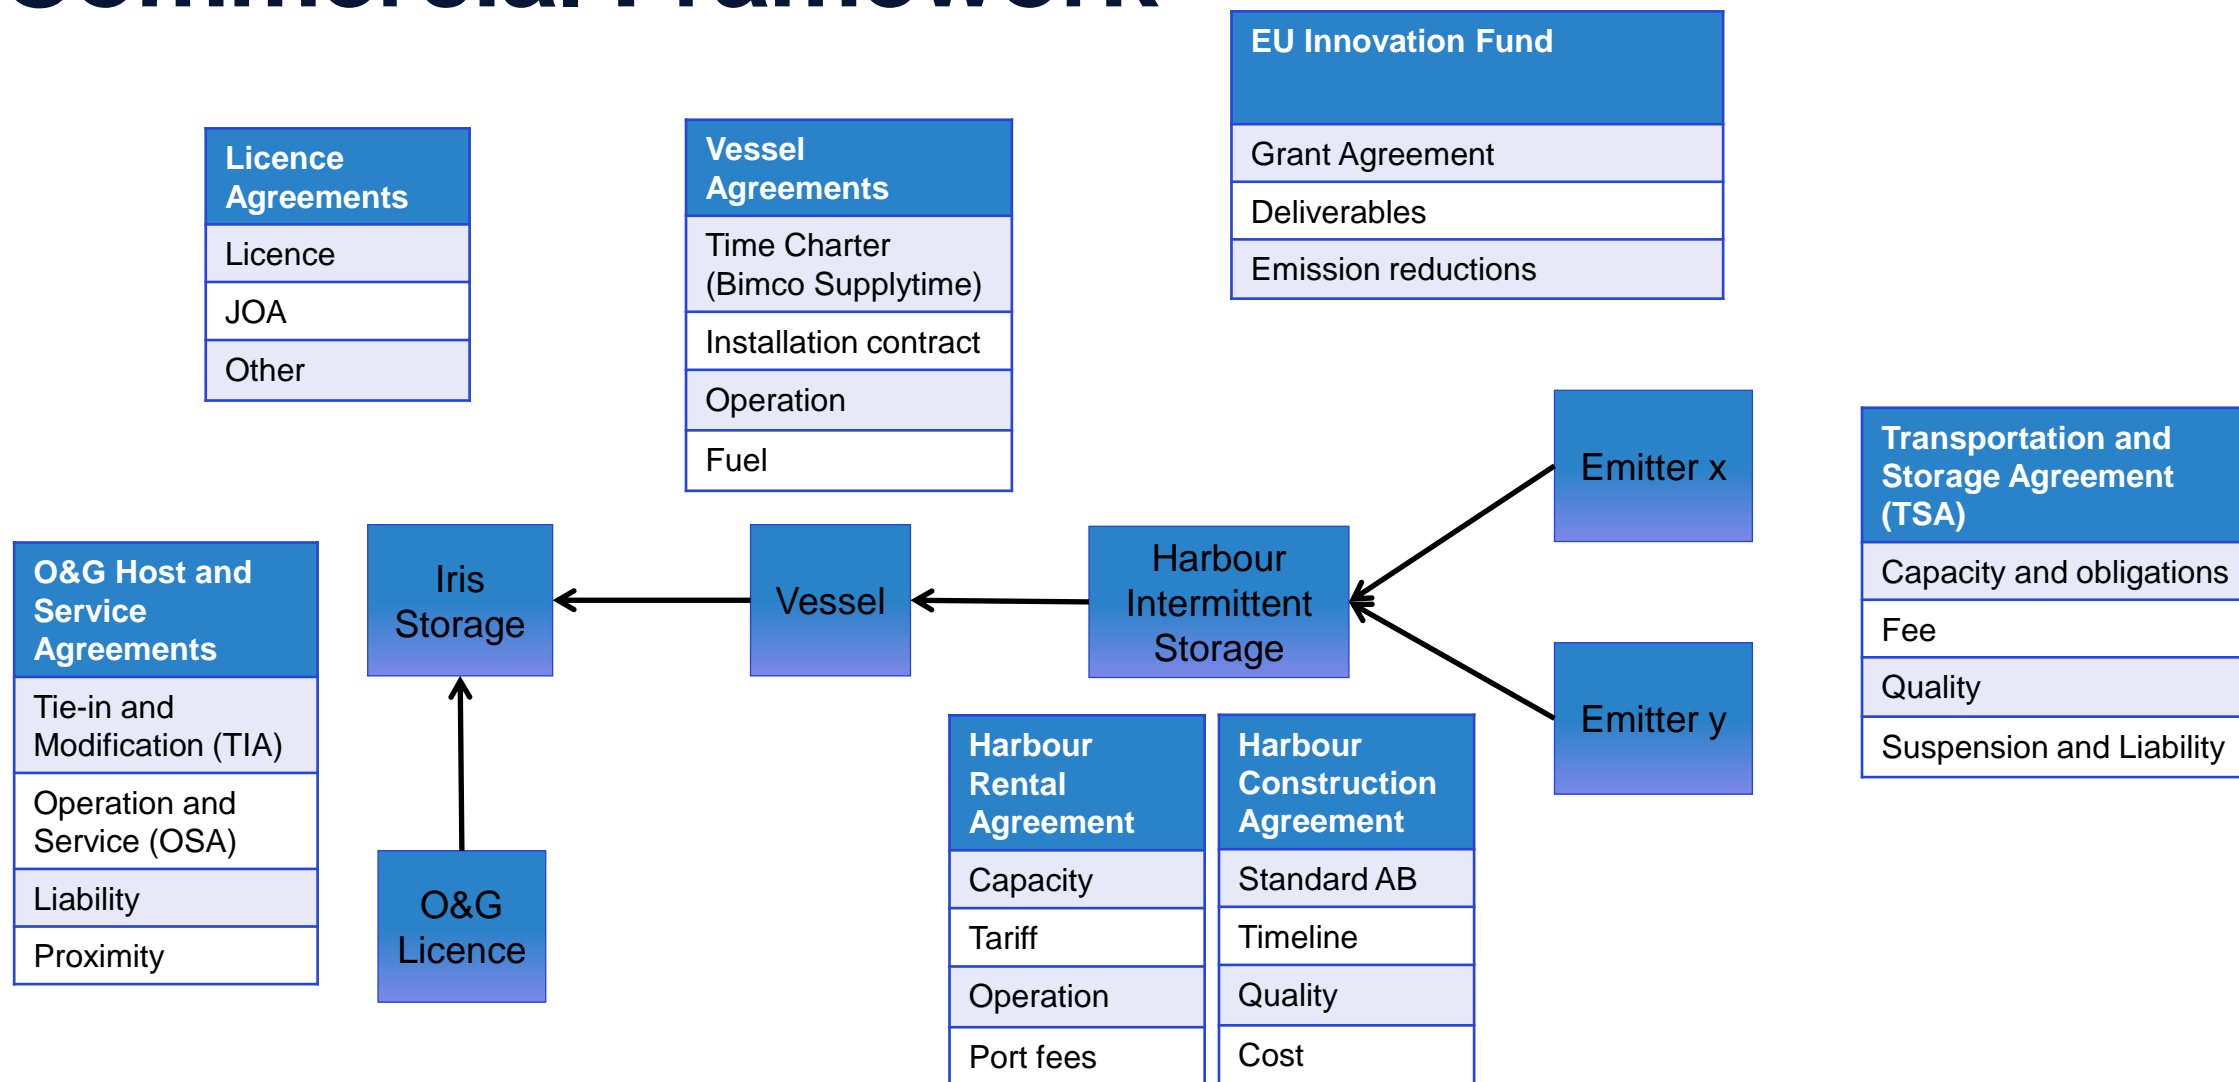 Commercial Framework
EU Innovation Fund
Grant Agreement
Deliverables
Emission reductions
Licence
Agreements
Licence
JOA
Other
Vessel
Agreements
Time Charter
(Bimco Supplytime)
Installation contract
Operation
Fuel
Emitter x
Emitter y
Transportation and
Storage Agreement
(TSA)
Capacity and obligations
Fee
Quality
Suspension and Liability
O&G Host and
Service
Agreements
Tie-in and
Modification (TIA)
Operation and
Service (OSA)
Liability
Proximity
Iris
Storage
Vessel
Harbour
Intermittent
Storage
O&G
Licence
Harbour
Rental
Agreement
Capacity
Tariff
Operation
Port fees
Harbour
Construction
Agreement
Standard AB
Timeline
Quality
Cost